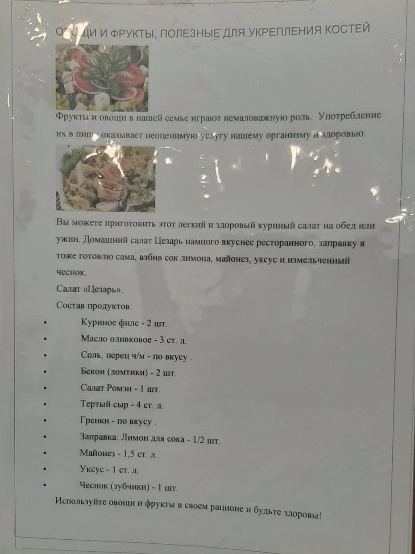 ОВОЩИ И ФРУКТЫ, ПОЛЕЗНЫЕ ДЛЯ УКРЕПЛЕНИЯ КОСТЕЙ
Фрукты и овощи в нашей семье играют немаловажную роль. Употребление
их в пищу оказывает неоценимую услугу нашему организму и здоровью.
Вы можете приготовить этот легкий и здоровый куриный салат на обед или
ужин. Домашний салат Цезарь намного вкуснее ресторанного, заправку я
тоже готовлю сама, взбив сок лимона, майонез, уксус и измельченный
чеснок.
Салат «Цезарь».
Состав продуктов:
• Куриное филе - 2 шт.
• Масло оливковое - 3 ст. л.
• Соль, перец ч/м - по вкусу .
• Бекон (ломтики) - 2 шт.
• Салат Ромэн - 1 шт.
• Тертый сыр - 4 ст. л.
• Гренки - по вкусу .
• Заправка: Лимон для сока - 1/2 шт.
• Майонез - 1,5 ст. л.
• Уксус - 1 ст. л.
• Чеснок (зубчики) - 1 шт.
Используйте овощи и фрукты в своем рационе и будьте здоровы!